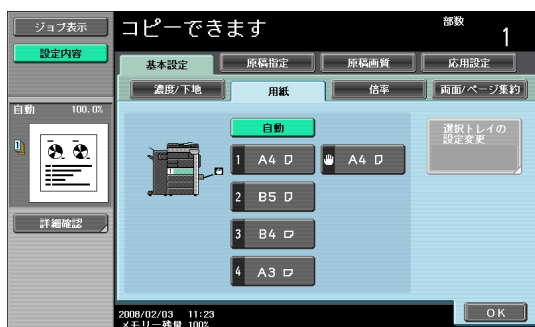 ジョブ表示
設定内容
コピーできます
部数
1
基本設定
原稿指定
原稿画質
応用設定
濃度/下地
用紙
倍率
両面/ページ集約
自動 100.0%
自動
選択トレイの
設定変更
1 A4
A4
2 B5
3 B4
4 A3
詳細確認
2008/02/03 11:23
メモリー残量 100%
OK